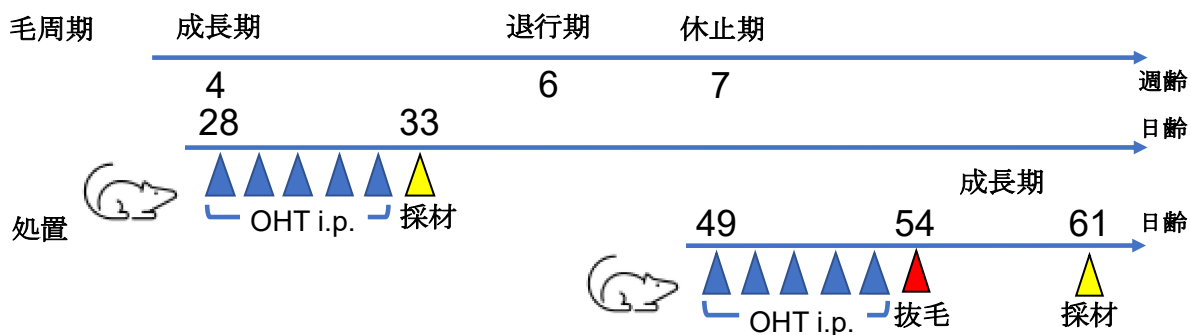 毛周期 成長期 退行期 休止期
4 6 7 週齢
28 33 日齢
OHT i.p. 採材
成長期
処置 49 54 61 日齢
OHT i.p. 抜毛 採材